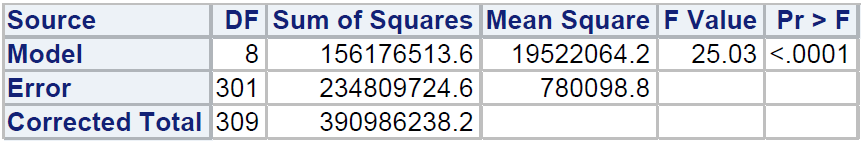 Source DF Sum of Squares Mean Square F Value Pr > F
Model 8 156176513.6 19522064.2 25.03 <.0001
Error 301 234809724.6 780098.8
Corrected Total 309 390986238.2